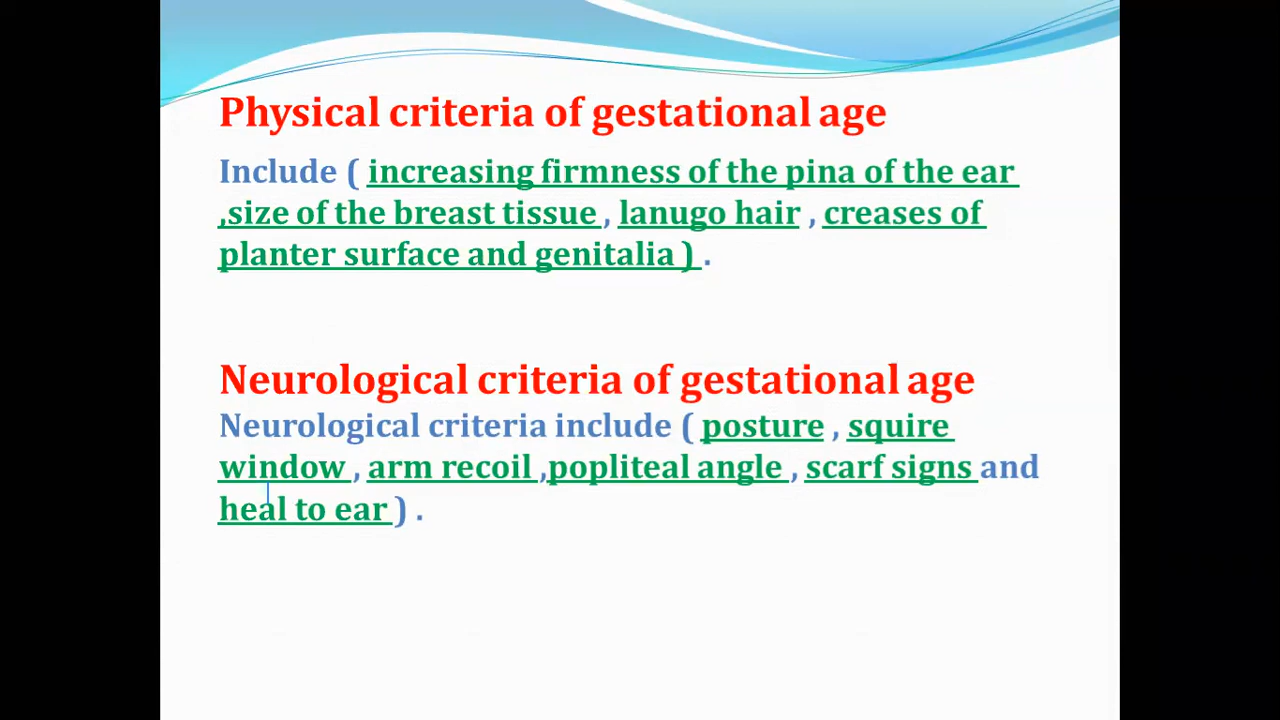 Physical criteria of gestational age
Include ( increasing firmness of the pina of the ear
,size of the breast tissue , lanugo hair , creases of
planter surface and genitalia ) .
Neurological criteria of gestational age
Neurological criteria include ( posture , squire
window , arm recoil ,popliteal angle , scarf signs and
heal to ear ) .